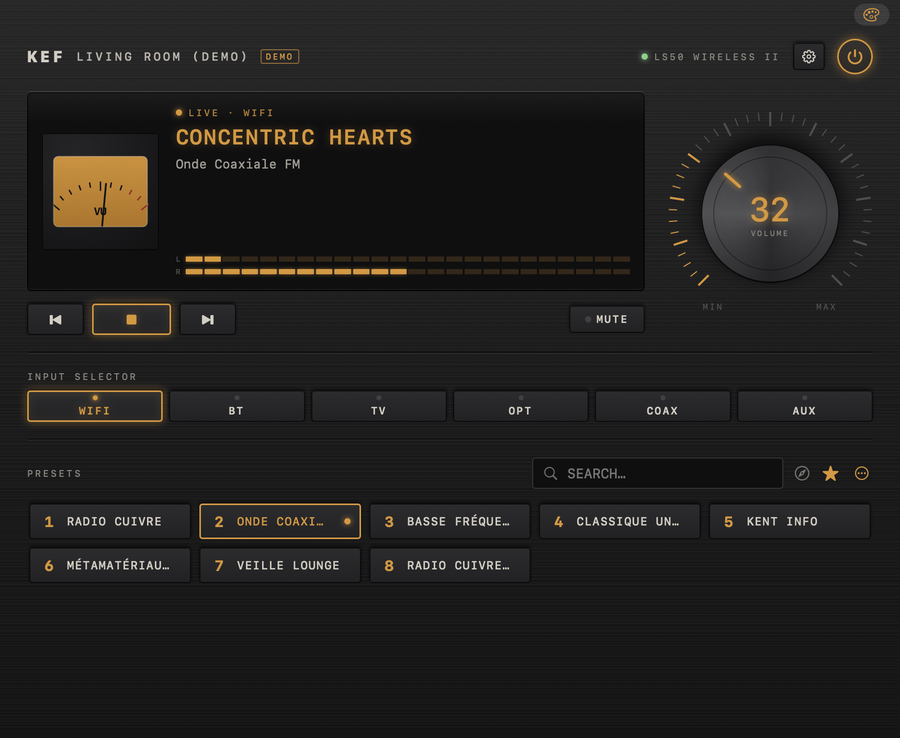 KEF LIVING ROOM (DEMO) DEMO
LS50 WIRELESS II
LIVE · WIFI
CONCENTRIC HEARTS
Onde Coaxiale FM
VU
L
R
32
VOLUME
MIN MAX
MUTE
INPUT SELECTOR
WIFI BT TV OPT COAX AUX
PRESETS
SEARCH…
1 RADIO CUIVRE 2 ONDE COAXI… 3 BASSE FRÉQUE… 4 CLASSIQUE UN… 5 KENT INFO
6 MÉTAMATÉRIAU… 7 VEILLE LOUNGE 8 RADIO CUIVRE…